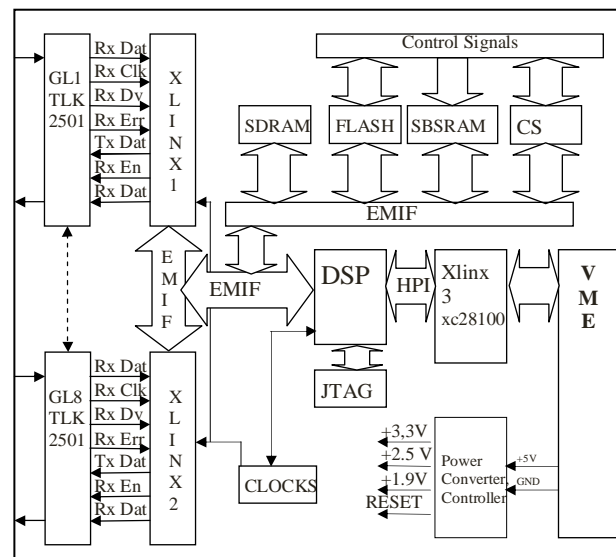 Control Signals
GL1
TLK
2501
Rx Dat
Rx Clk
Rx Dv
Rx Err
Tx Dat
Rx En
Rx Dat
X
L
I
N
X
1
SDRAM
FLASH
SBSRAM
CS
EMIF
E
M
I
F
EMIF
DSP
HPI
Xlinx
3
xc28100
V
M
E
JTAG
GL8
TLK
2501
Rx Dat
Rx Clk
Rx Dv
Rx Err
Tx Dat
Rx En
Rx Dat
X
L
I
N
X
2
CLOCKS
+3,3V
+2.5 V
+1.9V
RESET
Power
Converter,
Controller
+5V
GND